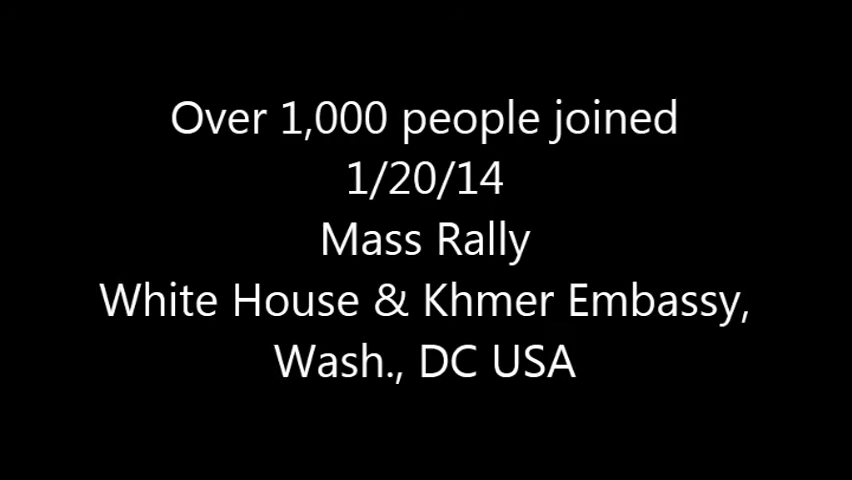 Over 1,000 people joined
1/20/14
Mass Rally
White House & Khmer Embassy,
Wash., DC USA